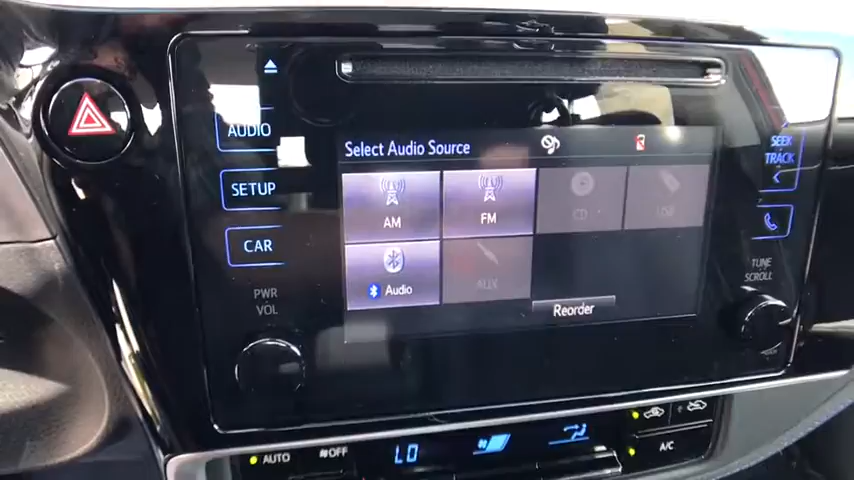 AUDIO
SETUP
CAR
PWR
VOL
Select Audio Source
AM
FM
CD
USB
Audio
AUX
Reorder
SEEK
TRACK
TUNE
SCROLL
AUTO
OFF
LO
A/C